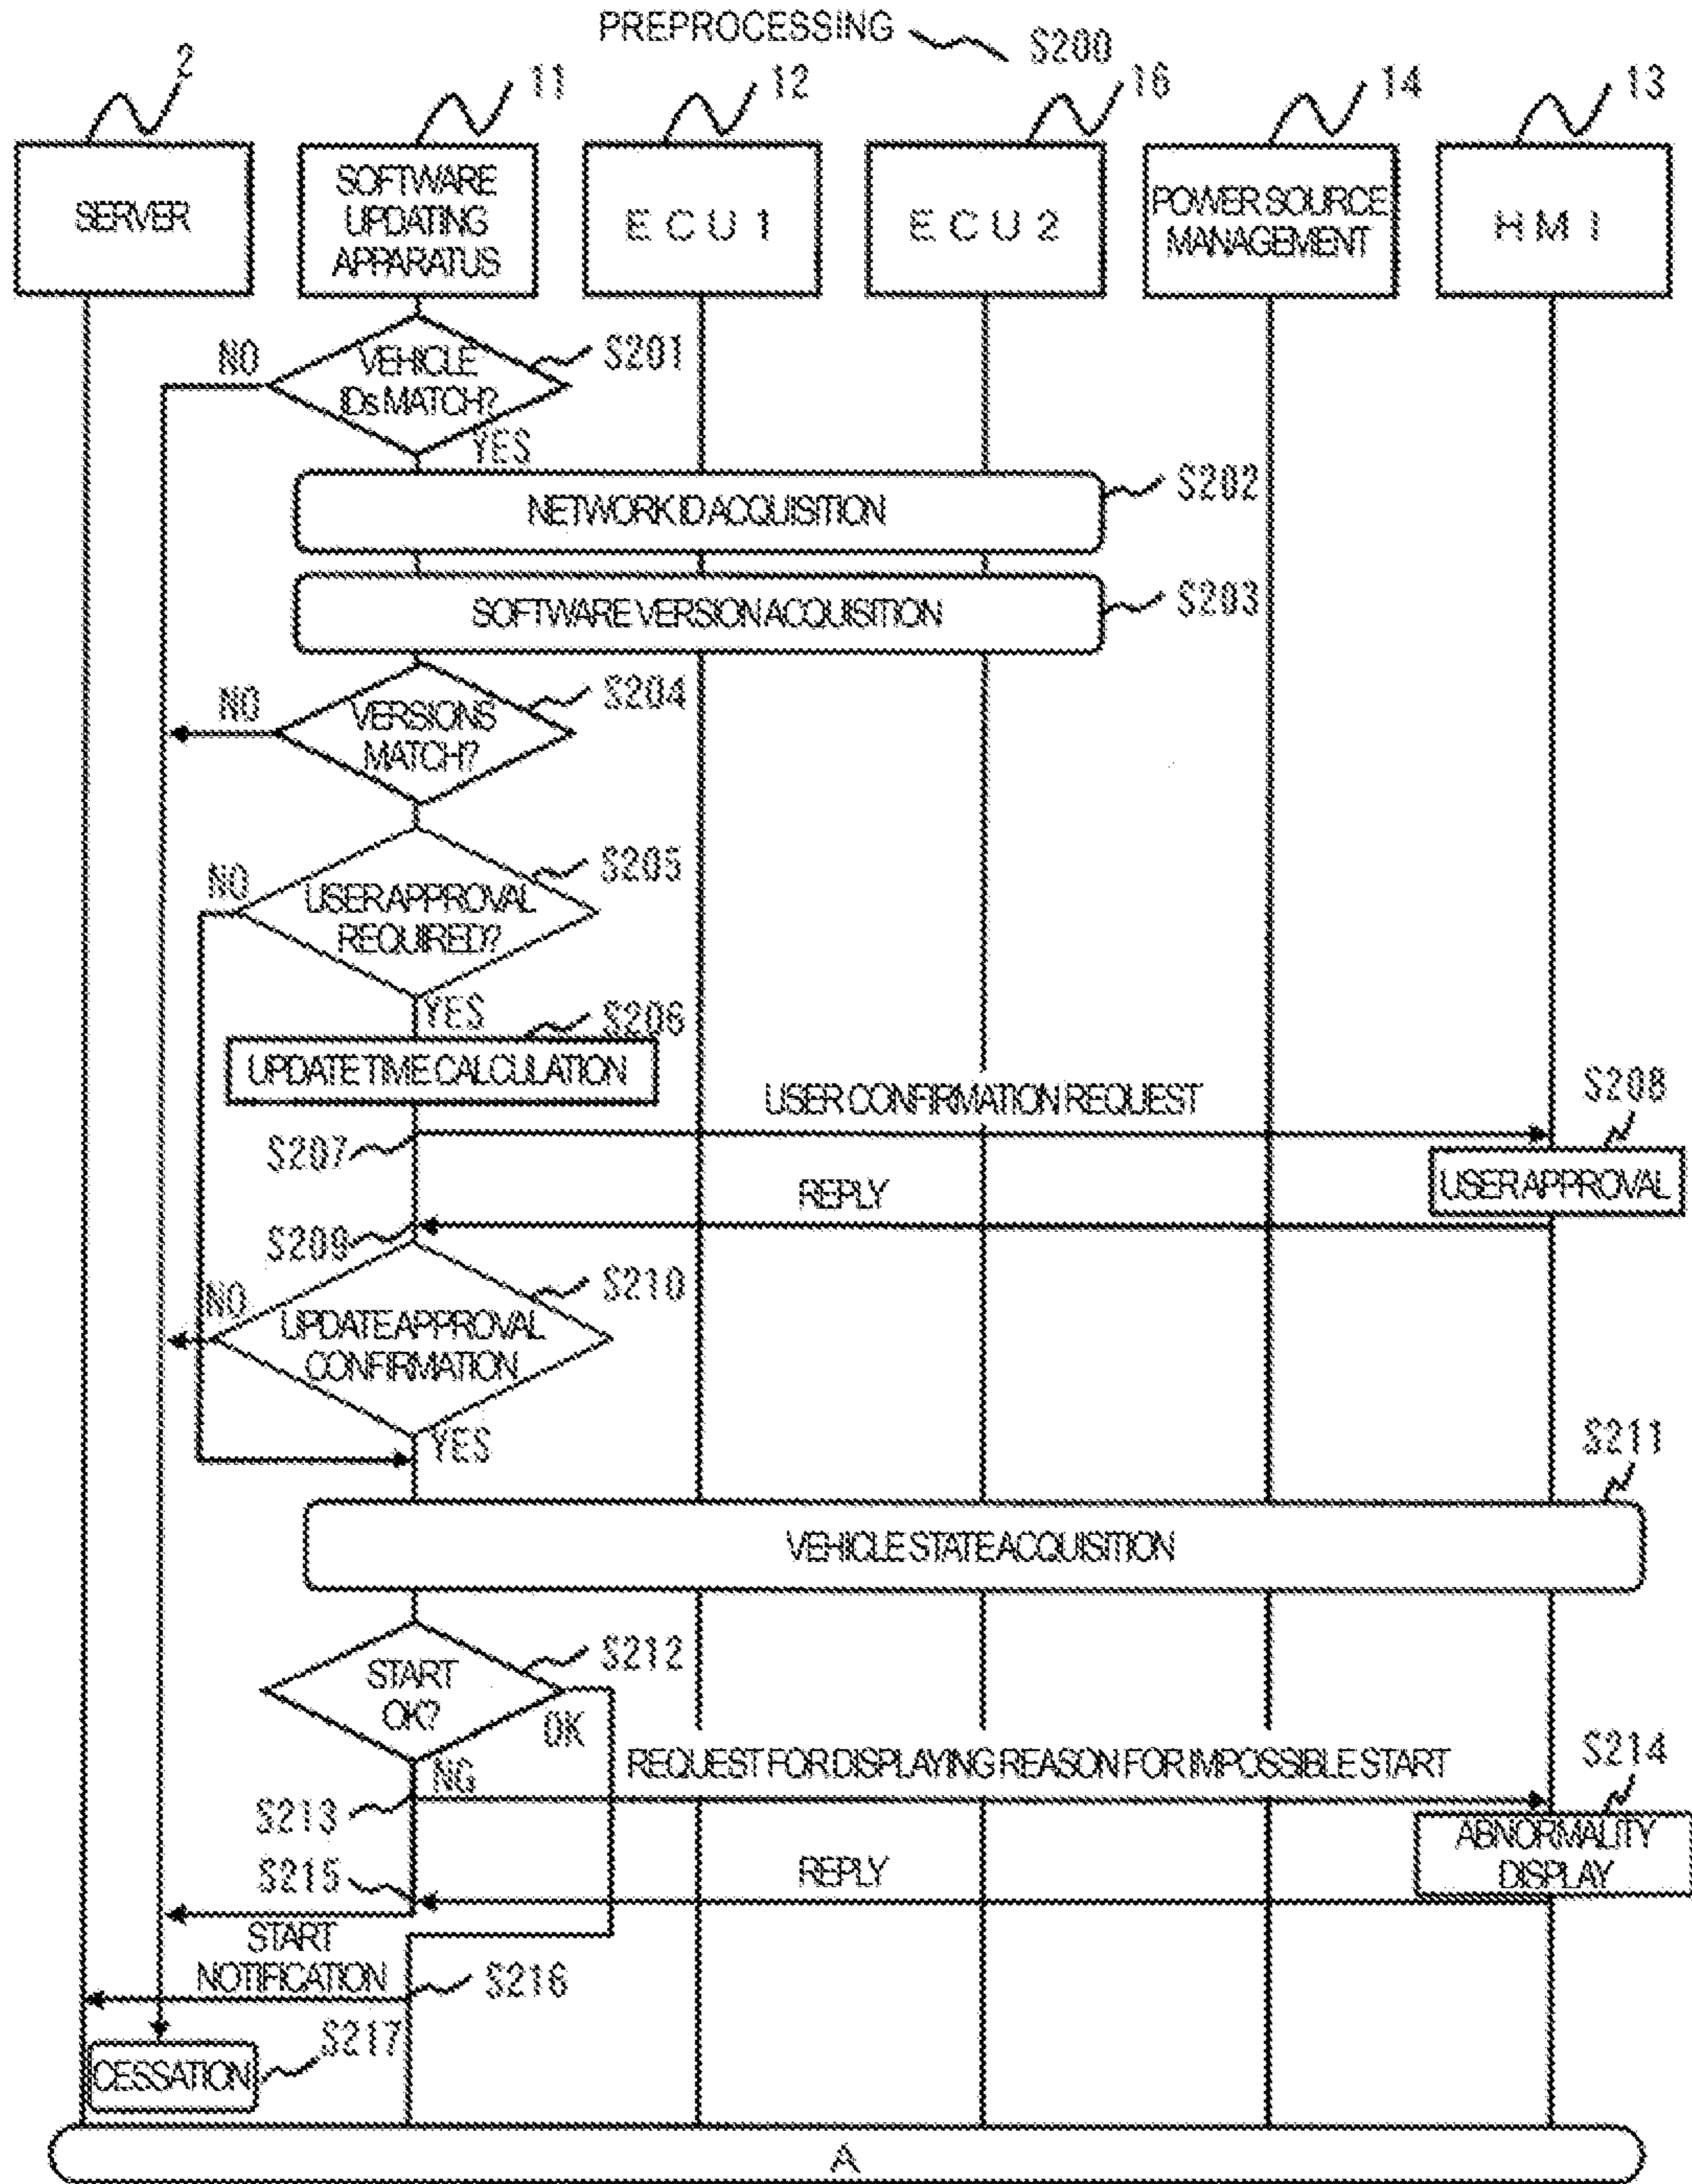 PREPROCESSING S200
2 11 12 16 14 13
SERVER
SOFTWARE
UPDATING
APPARATUS
ECU1
ECU2
POWER SOURCE
MANAGEMENT
HMI
NO
VEHICLE
IDs MATCH?
S201
YES
NETWORK ID ACQUISITION
S202
SOFTWARE VERSION ACQUISITION
S203
NO
VERSIONS
MATCH?
S204
NO
USER APPROVAL
REQUIRED?
S205
YES
S206
UPDATE TIME CALCULATION
USER CONFIRMATION REQUEST
S208
S207
USER APPROVAL
REPLY
S209
NO
UPDATE APPROVAL
CONFIRMATION
S210
YES
S211
VEHICLE STATE ACQUISITION
START
OK?
S212
OK
NG
REQUEST FOR DISPLAYING REASON FOR IMPOSSIBLE START
S214
S213
ABNORMALITY
DISPLAY
REPLY
S215
START
NOTIFICATION
S216
CESSATION
S217
A